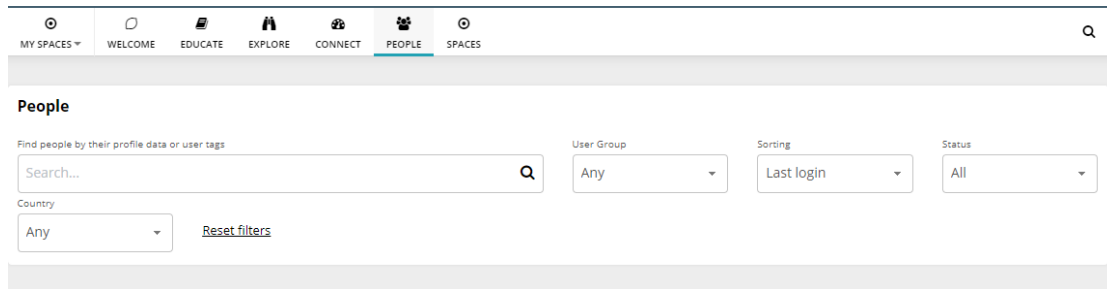 MY SPACES WELCOME EDUCATE EXPLORE CONNECT PEOPLE SPACES
People
Find people by their profile data or user tags User Group Sorting Status
Search... Any Last login All
Country
Any Reset filters